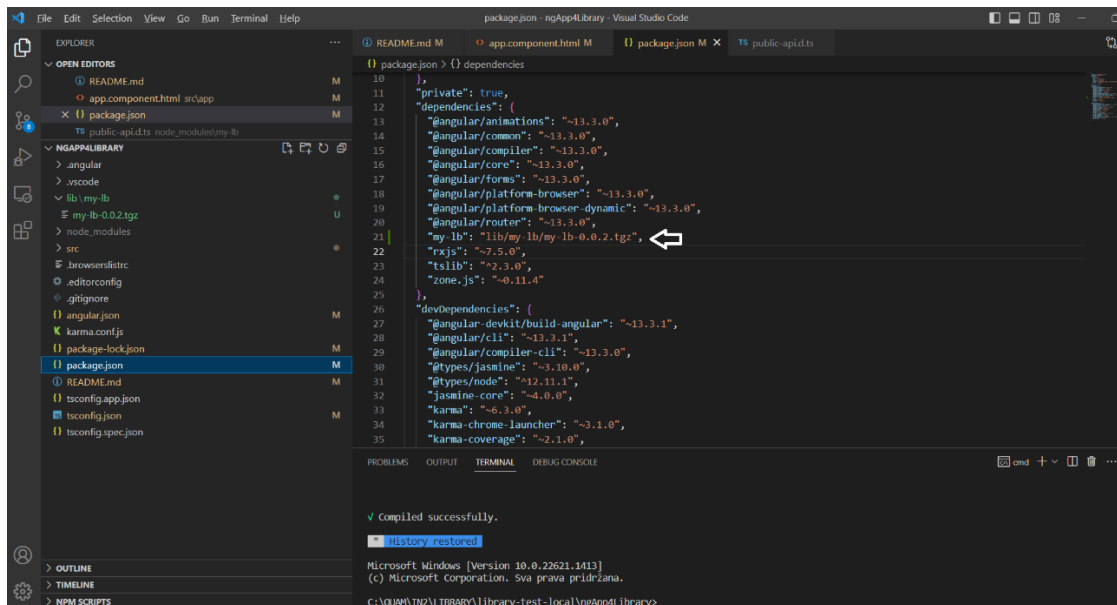 File Edit Selection View Go Run Terminal Help
package.json - ngApp4Library - Visual Studio Code
EXPLORER
OPEN EDITORS
README.md M
app.component.html src\app M
package.json M
TS public-api.d.ts node_modules\my-lb
NGAPP4LIBRARY
.angular
.vscode
lib \ my-lb
my-lb-0.0.2.tgz U
node_modules
src
.browserslistrc
.editorconfig
.gitignore
angular.json M
karma.conf.js
package-lock.json M
package.json M
README.md M
tsconfig.app.json
tsconfig.json M
tsconfig.spec.json
OUTLINE
TIMELINE
NPM SCRIPTS
README.md M app.component.html M {} package.json M TS public-api.d.ts
{} package.json > {} dependencies
10 },
11 "private": true,
12 "dependencies": {
13 "@angular/animations": "~13.3.0",
14 "@angular/common": "~13.3.0",
15 "@angular/compiler": "~13.3.0",
16 "@angular/core": "~13.3.0",
17 "@angular/forms": "~13.3.0",
18 "@angular/platform-browser": "~13.3.0",
19 "@angular/platform-browser-dynamic": "~13.3.0",
20 "@angular/router": "~13.3.0",
21 "my-lb": "lib/my-lb/my-lb-0.0.2.tgz",
22 "rxjs": "~7.5.0",
23 "tslib": "^2.3.0",
24 "zone.js": "~0.11.4"
25 },
26 "devDependencies": {
27 "@angular-devkit/build-angular": "~13.3.1",
28 "@angular/cli": "~13.3.1",
29 "@angular/compiler-cli": "~13.3.0",
30 "@types/jasmine": "~3.10.0",
31 "@types/node": "^12.11.1",
32 "jasmine-core": "~4.0.0",
33 "karma": "~6.3.0",
34 "karma-chrome-launcher": "~3.1.0",
35 "karma-coverage": "~2.1.0",
PROBLEMS OUTPUT TERMINAL DEBUG CONSOLE cmd
√ Compiled successfully.
* History restored
Microsoft Windows [Version 10.0.22621.1413]
(c) Microsoft Corporation. Sva prava pridržana.
C:\QUAM\IN2\LIBRARY\library-test-local\ngApp4Library>